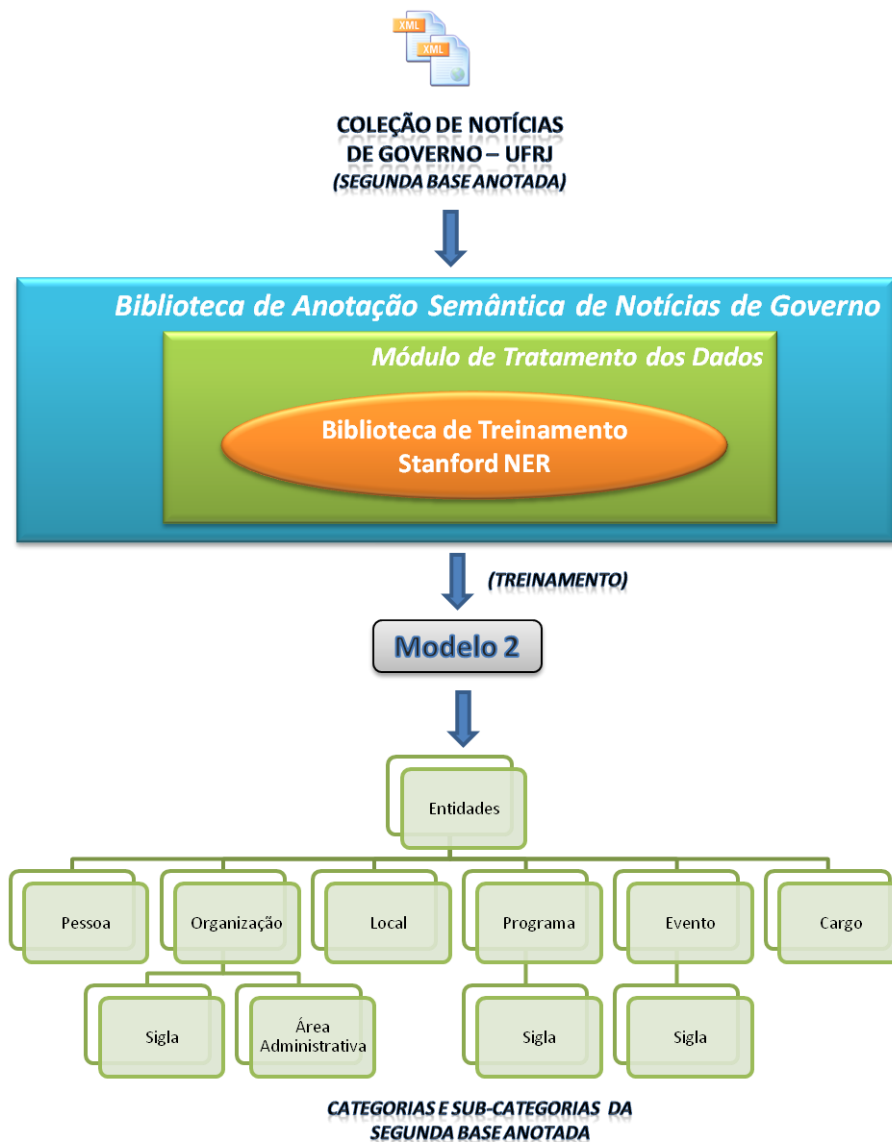 XML
XML
COLEÇÃO DE NOTÍCIAS
DE GOVERNO – UFRJ
(SEGUNDA BASE ANOTADA)
Biblioteca de Anotação Semântica de Notícias de Governo
Módulo de Tratamento dos Dados
Biblioteca de Treinamento
Stanford NER
(TREINAMENTO)
Modelo 2
Entidades
Pessoa
Organização
Local
Programa
Evento
Cargo
Sigla
Área
Administrativa
Sigla
Sigla
CATEGORIAS E SUB-CATEGORIAS DA
SEGUNDA BASE ANOTADA